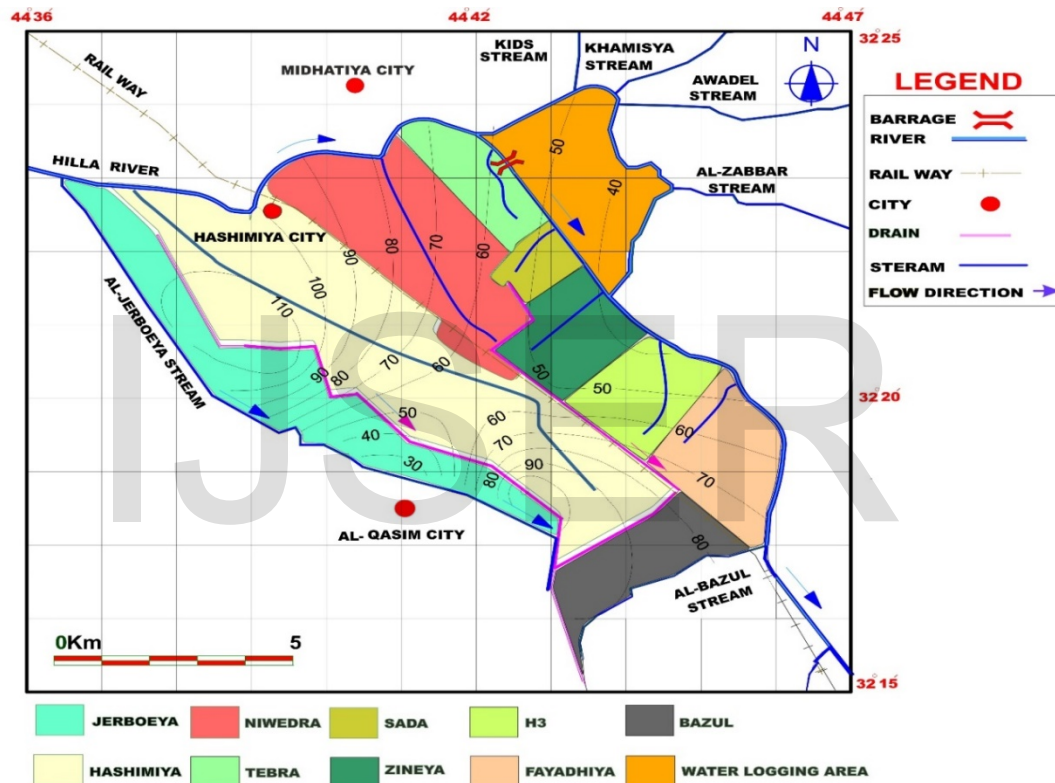 44 36
44 42
44 47
32 25
KIDS
STREAM
KHAMISYA
STREAM
N
RAIL WAY
MIDHATIYA CITY
AWADEL
STREAM
LEGEND
BARRAGE
RIVER
RAIL WAY
CITY
DRAIN
STERAM
FLOW DIRECTION
HILLA RIVER
AL-ZABBAR
STREAM
HASHIMIYA CITY
AL-JERBOEYA STREAM
50
40
60
70
80
90
60
100
110
70
60
90
80
50
50
50
60
40
60
70
30
80
90
70
80
32 20
IJSER
AL- QASIM CITY
AL-BAZUL
STREAM
0Km 5
32 15
JERBOEYA NIWEDRA SADA H3 BAZUL
HASHIMIYA TEBRA ZINEYA FAYADHIYA WATER LOGGING AREA